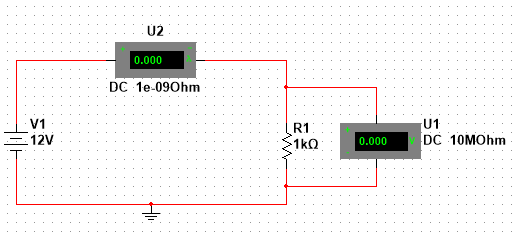 U2
+ -
0.000 A
DC 1e-09Ohm
V1
12V
R1
1kΩ
+
0.000 V
-
U1
DC 10MOhm